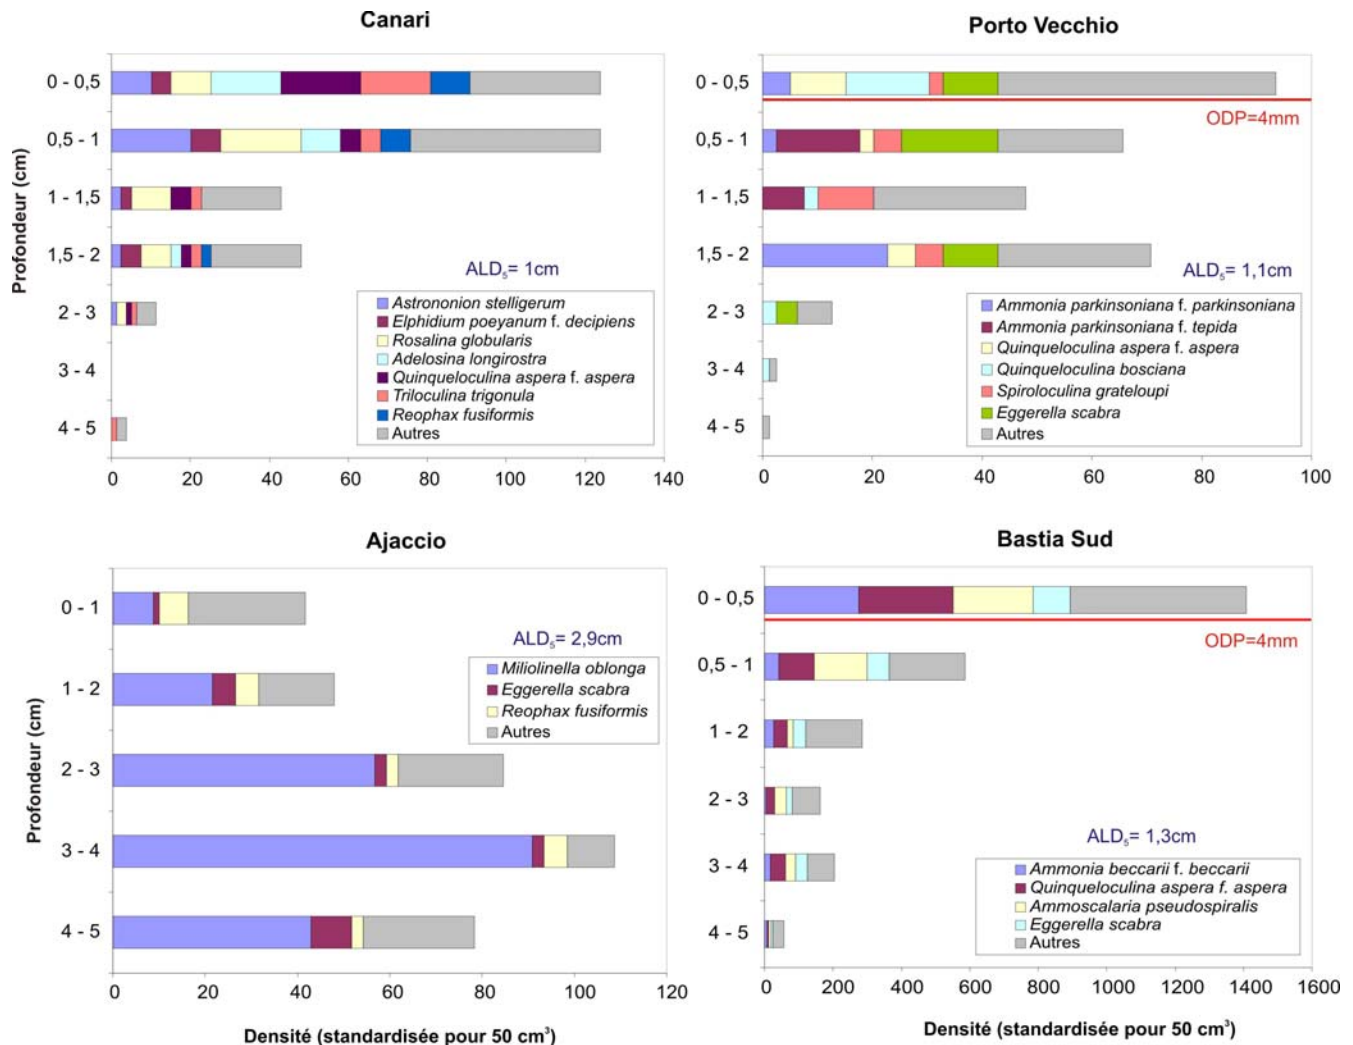 Canari
Profondeur (cm)
0 - 0,5
0,5 - 1
1 - 1,5
1,5 - 2
2 - 3
3 - 4
4 - 5
ALD₅= 1cm
Astrononion stelligerum
Elphidium poeyanum f. decipiens
Rosalina globularis
Adelosina longirostra
Quinqueloculina aspera f. aspera
Triloculina trigonula
Reophax fusiformis
Autres
0 20 40 60 80 100 120 140
Porto Vecchio
0 - 0,5
0,5 - 1
1 - 1,5
1,5 - 2
2 - 3
3 - 4
4 - 5
ODP=4mm
ALD₅= 1,1cm
Ammonia parkinsoniana f. parkinsoniana
Ammonia parkinsoniana f. tepida
Quinqueloculina aspera f. aspera
Quinqueloculina bosciana
Spiroloculina grateloupi
Eggerella scabra
Autres
0 20 40 60 80 100
Ajaccio
Profondeur (cm)
0 - 1
1 - 2
2 - 3
3 - 4
4 - 5
ALD₅= 2,9cm
Miliolinella oblonga
Eggerella scabra
Reophax fusiformis
Autres
0 20 40 60 80 100 120
Densité (standardisée pour 50 cm³)
Bastia Sud
0 - 0,5
0,5 - 1
1 - 2
2 - 3
3 - 4
4 - 5
ODP=4mm
ALD₅= 1,3cm
Ammonia beccarii f. beccarii
Quinqueloculina aspera f. aspera
Ammoscalaria pseudospiralis
Eggerella scabra
Autres
0 200 400 600 800 1000 1200 1400 1600
Densité (standardisée pour 50 cm³)